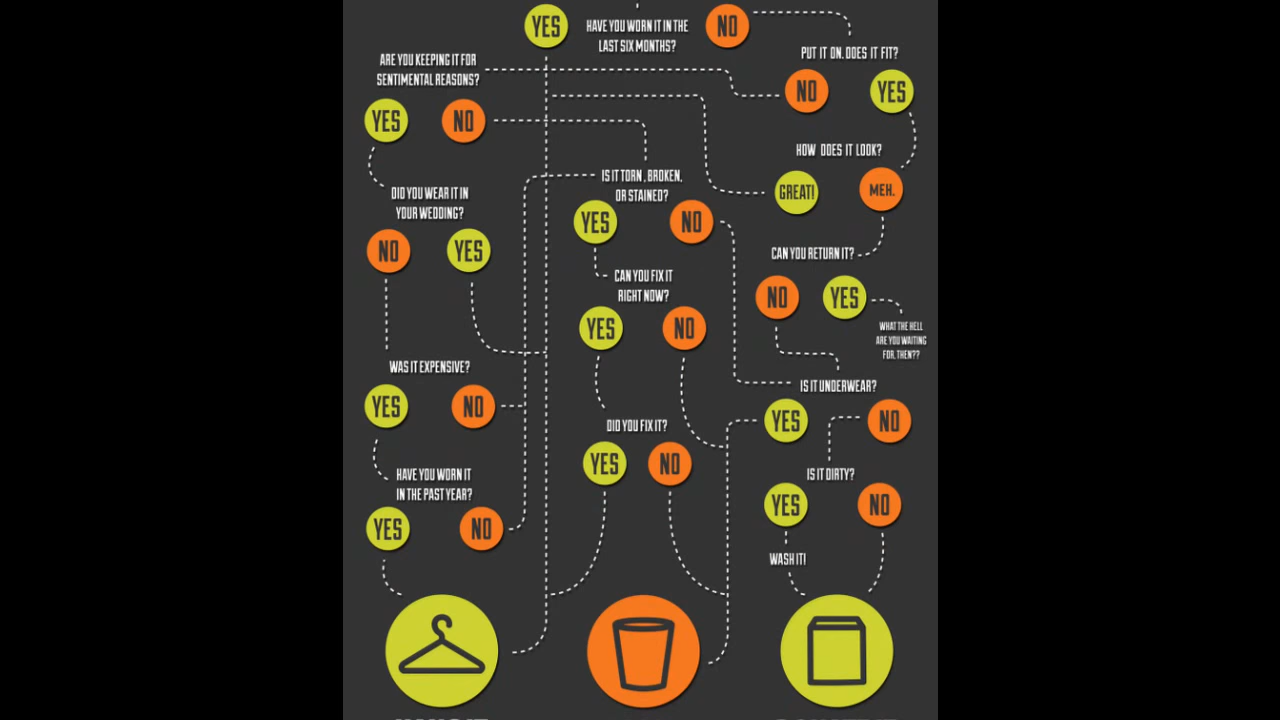 YES
HAVE YOU WORN IT IN THE
LAST SIX MONTHS?
NO
PUT IT ON. DOES IT FIT?
NO
YES
ARE YOU KEEPING IT FOR
SENTIMENTAL REASONS?
YES
NO
HOW DOES IT LOOK?
GREAT!
MEH.
IS IT TORN, BROKEN,
OR STAINED?
YES
NO
DID YOU WEAR IT IN
YOUR WEDDING?
NO
YES
CAN YOU RETURN IT?
NO
YES
WHAT THE HELL
ARE YOU WAITING
FOR, THEN??
CAN YOU FIX IT
RIGHT NOW?
YES
NO
WAS IT EXPENSIVE?
YES
NO
IS IT UNDERWEAR?
YES
NO
DID YOU FIX IT?
YES
NO
HAVE YOU WORN IT
IN THE PAST YEAR?
YES
NO
IS IT DIRTY?
YES
NO
WASH IT!